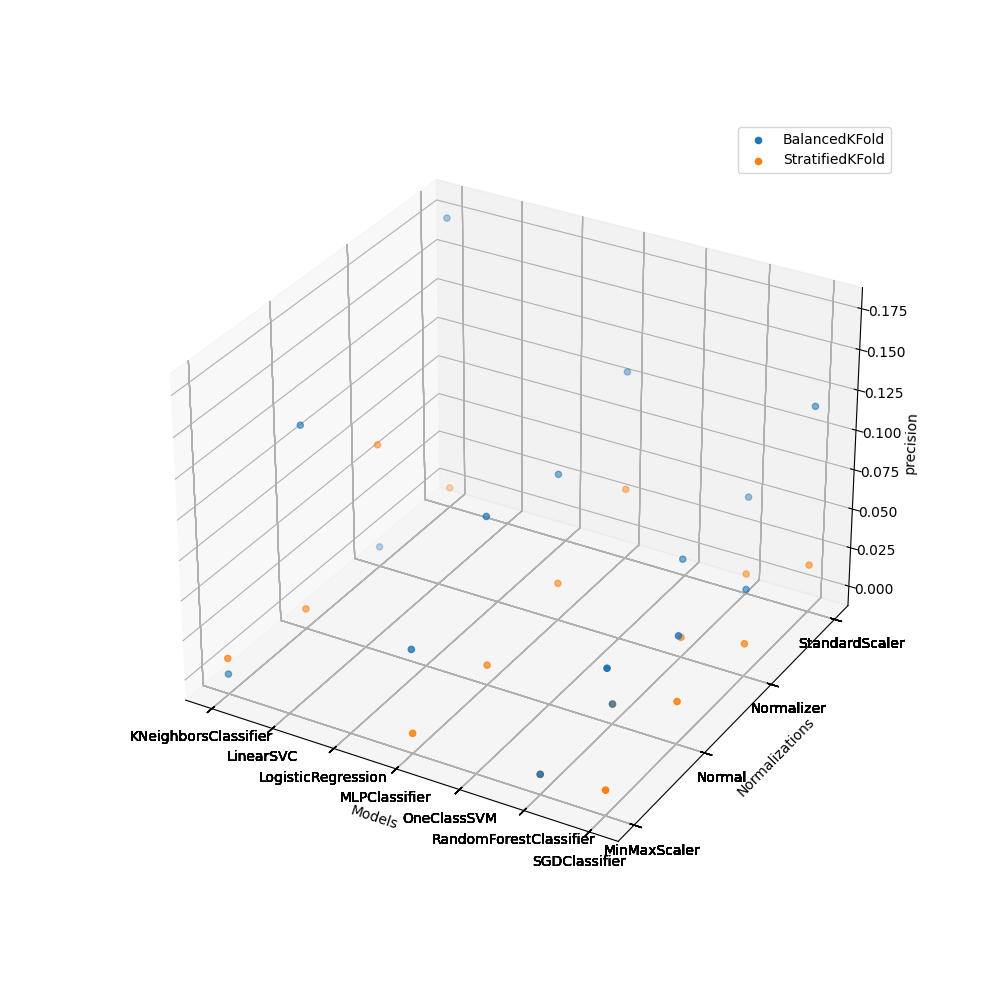 BalancedKFold
StratifiedKFold
0.175
0.150
0.125
0.100
0.075
0.050
0.025
0.000
precision
StandardScaler
Normalizer
Normal
MinMaxScaler
Normalizations
KNeighborsClassifier
LinearSVC
LogisticRegression
MLPClassifier
OneClassSVM
RandomForestClassifier
SGDClassifier
Models